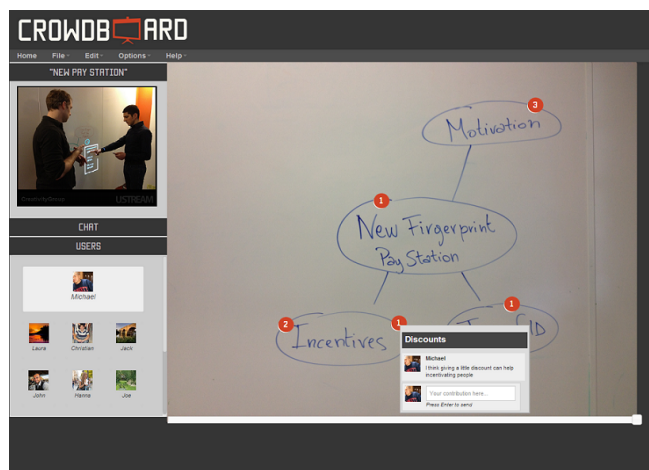 CROWDBOARD
Home File Edit Options Help
"NEW PAY STATION"
USTREAM
CHAT
USERS
Michael
Laura Christian Jack
John Hanna Joe
3
Motivation
1
New Firgerprint
Pay Station
2
1
1
Incentives
ID
Discounts
Michael
I think giving a little discount can help
incentivating people
Your contribution here...
Press Enter to send